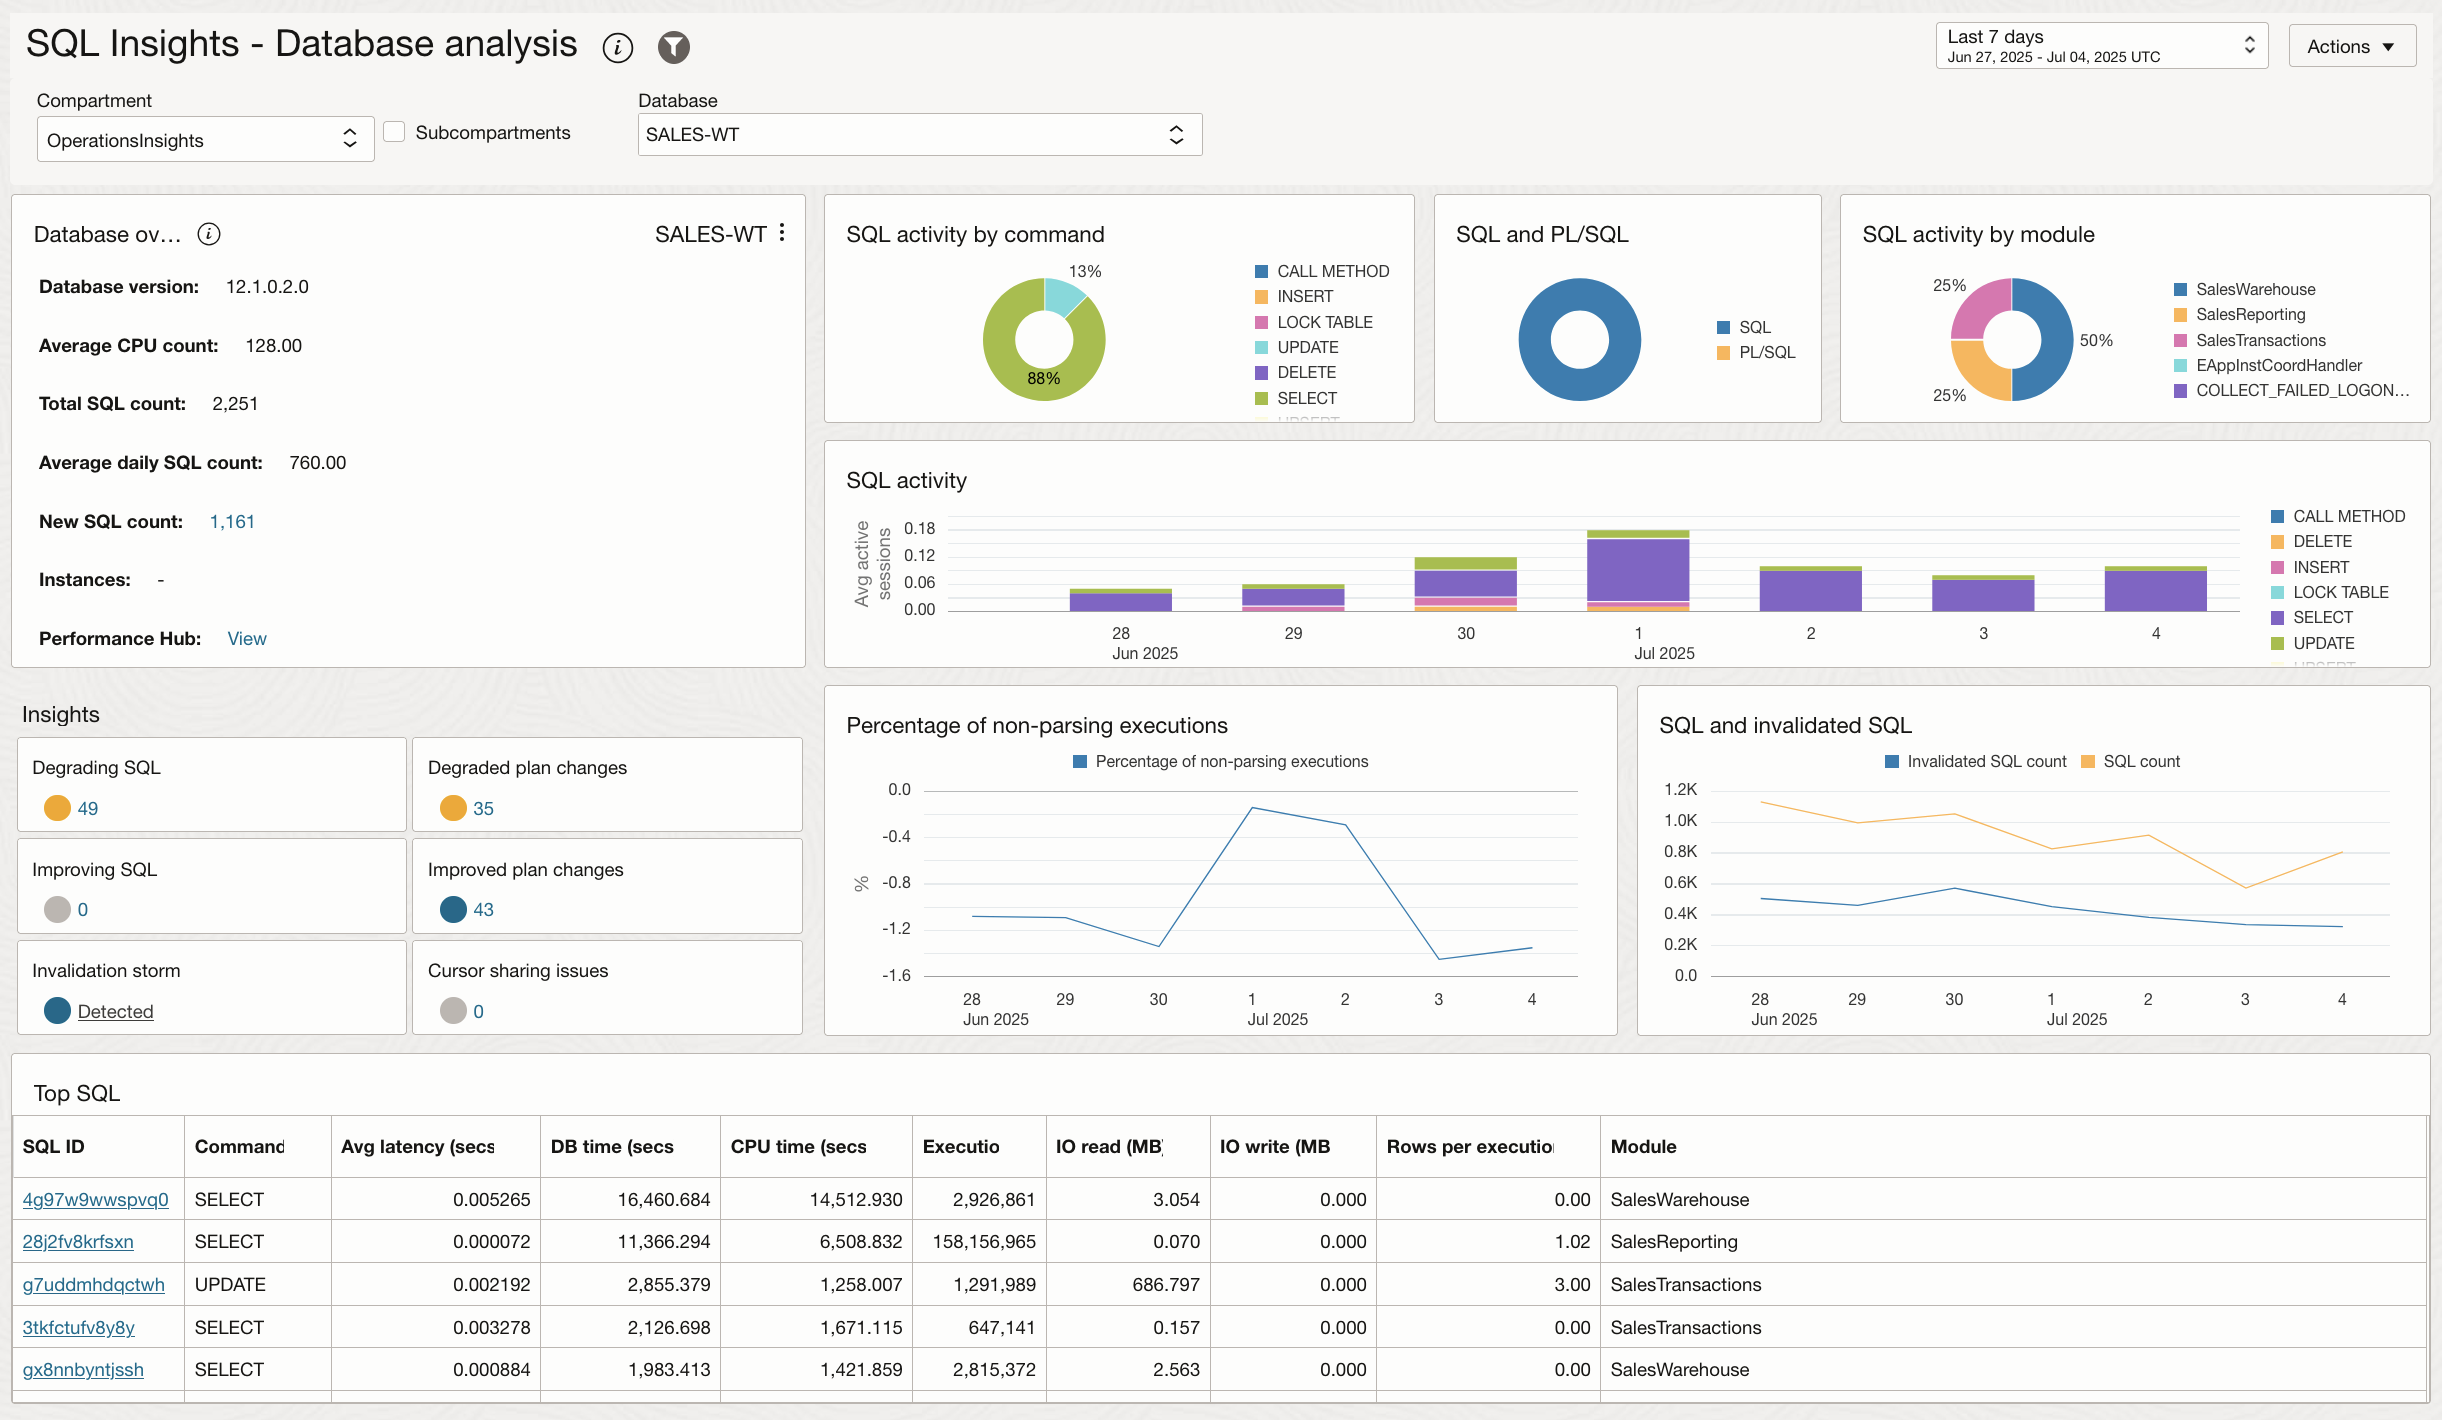 SQL Insights - Database analysis
Last 7 days
Jun 27, 2025 - Jul 04, 2025 UTC
Actions
Compartment
OperationsInsights
Subcompartments
Database
SALES-WT
Database ov...
SALES-WT
Database version: 12.1.0.2.0
Average CPU count: 128.00
Total SQL count: 2,251
Average daily SQL count: 760.00
New SQL count: 1,161
Instances: -
Performance Hub: View
SQL activity by command
13%
88%
CALL METHOD
INSERT
LOCK TABLE
UPDATE
DELETE
SELECT
SQL and PL/SQL
SQL
PL/SQL
SQL activity by module
25%
50%
25%
SalesWarehouse
SalesReporting
SalesTransactions
EAppInstCoordHandler
COLLECT_FAILED_LOGON...
SQL activity
Avg active
sessions
0.18
0.12
0.06
0.00
28 29 30 1 2 3 4
Jun 2025 Jul 2025
CALL METHOD
DELETE
INSERT
LOCK TABLE
SELECT
UPDATE
Insights
Degrading SQL
49
Degraded plan changes
35
Improving SQL
0
Improved plan changes
43
Invalidation storm
Detected
Cursor sharing issues
0
Percentage of non-parsing executions
Percentage of non-parsing executions
%
0.0
-0.4
-0.8
-1.2
-1.6
28 29 30 1 2 3 4
Jun 2025 Jul 2025
SQL and invalidated SQL
Invalidated SQL count SQL count
1.2K
1.0K
0.8K
0.6K
0.4K
0.2K
0.0
28 29 30 1 2 3 4
Jun 2025 Jul 2025
Top SQL
SQL ID Command Avg latency (secs DB time (secs CPU time (secs Executio IO read (MB IO write (MB Rows per executio Module
4g97w9wwspvq0 SELECT 0.005265 16,460.684 14,512.930 2,926,861 3.054 0.000 0.00 SalesWarehouse
28j2fv8krfsxn SELECT 0.000072 11,366.294 6,508.832 158,156,965 0.070 0.000 1.02 SalesReporting
g7uddmhdqctwh UPDATE 0.002192 2,855.379 1,258.007 1,291,989 686.797 0.000 3.00 SalesTransactions
3tkfctufv8y8y SELECT 0.003278 2,126.698 1,671.115 647,141 0.157 0.000 0.00 SalesTransactions
gx8nnbyntjssh SELECT 0.000884 1,983.413 1,421.859 2,815,372 2.563 0.000 0.00 SalesWarehouse